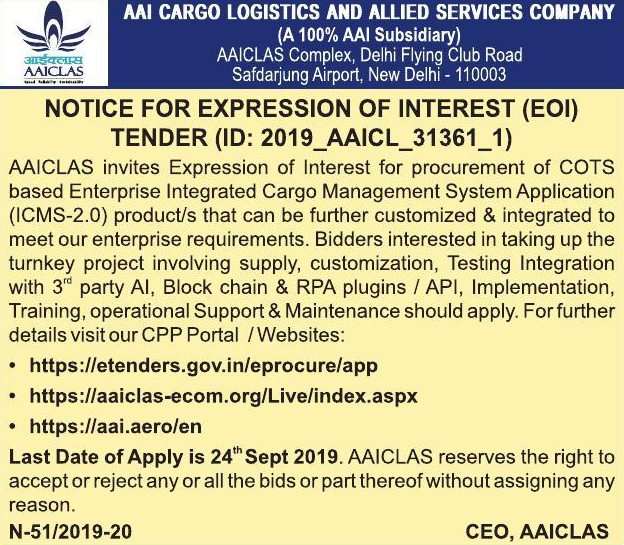 AAI CARGO LOGISTICS AND ALLIED SERVICES COMPANY
(A 100% AAI Subsidiary)
AAICLAS Complex, Delhi Flying Club Road
Safdarjung Airport, New Delhi - 110003
आईक्लास
AAICLAS
NOTICE FOR EXPRESSION OF INTEREST (EOI)
TENDER (ID: 2019_AAICL_31361_1)
AAICLAS invites Expression of Interest for procurement of COTS
based Enterprise Integrated Cargo Management System Application
(ICMS-2.0) product/s that can be further customized & integrated to
meet our enterprise requirements. Bidders interested in taking up the
turnkey project involving supply, customization, Testing Integration
with 3rd party AI, Block chain & RPA plugins / API, Implementation,
Training, operational Support & Maintenance should apply. For further
details visit our CPP Portal / Websites:
• https://etenders.gov.in/eprocure/app
• https://aaiclas-ecom.org/Live/index.aspx
• https://aai.aero/en
Last Date of Apply is 24th Sept 2019. AAICLAS reserves the right to
accept or reject any or all the bids or part thereof without assigning any
reason.
N-51/2019-20 CEO, AAICLAS